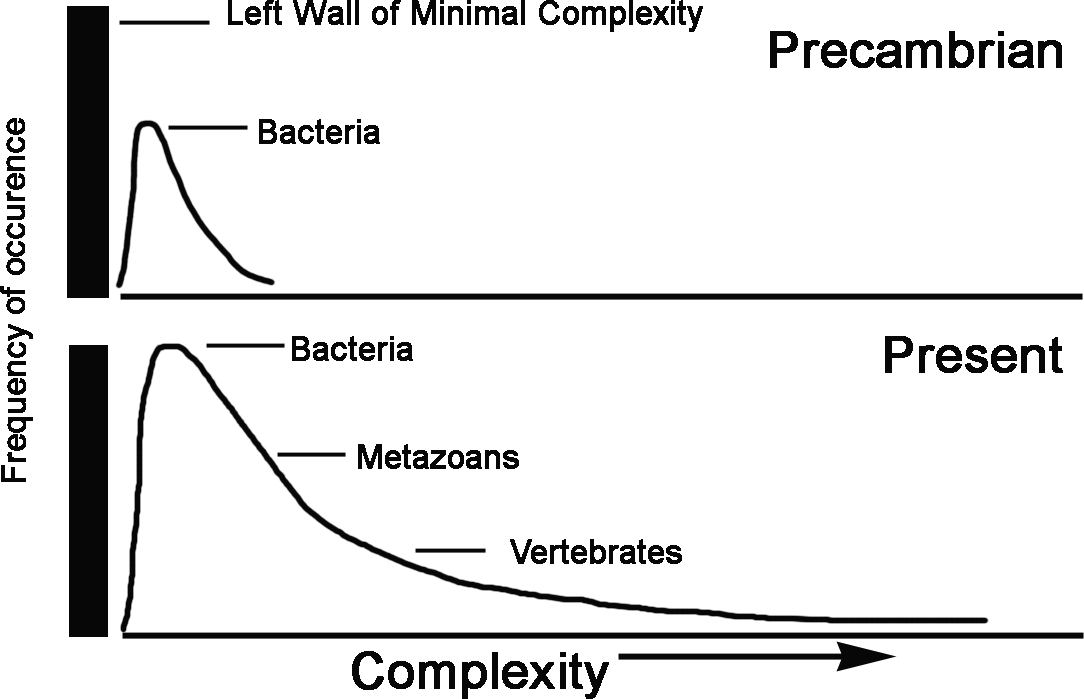 Left Wall of Minimal Complexity
Precambrian
Bacteria
Frequency of occurence
Bacteria
Present
Metazoans
Vertebrates
Complexity